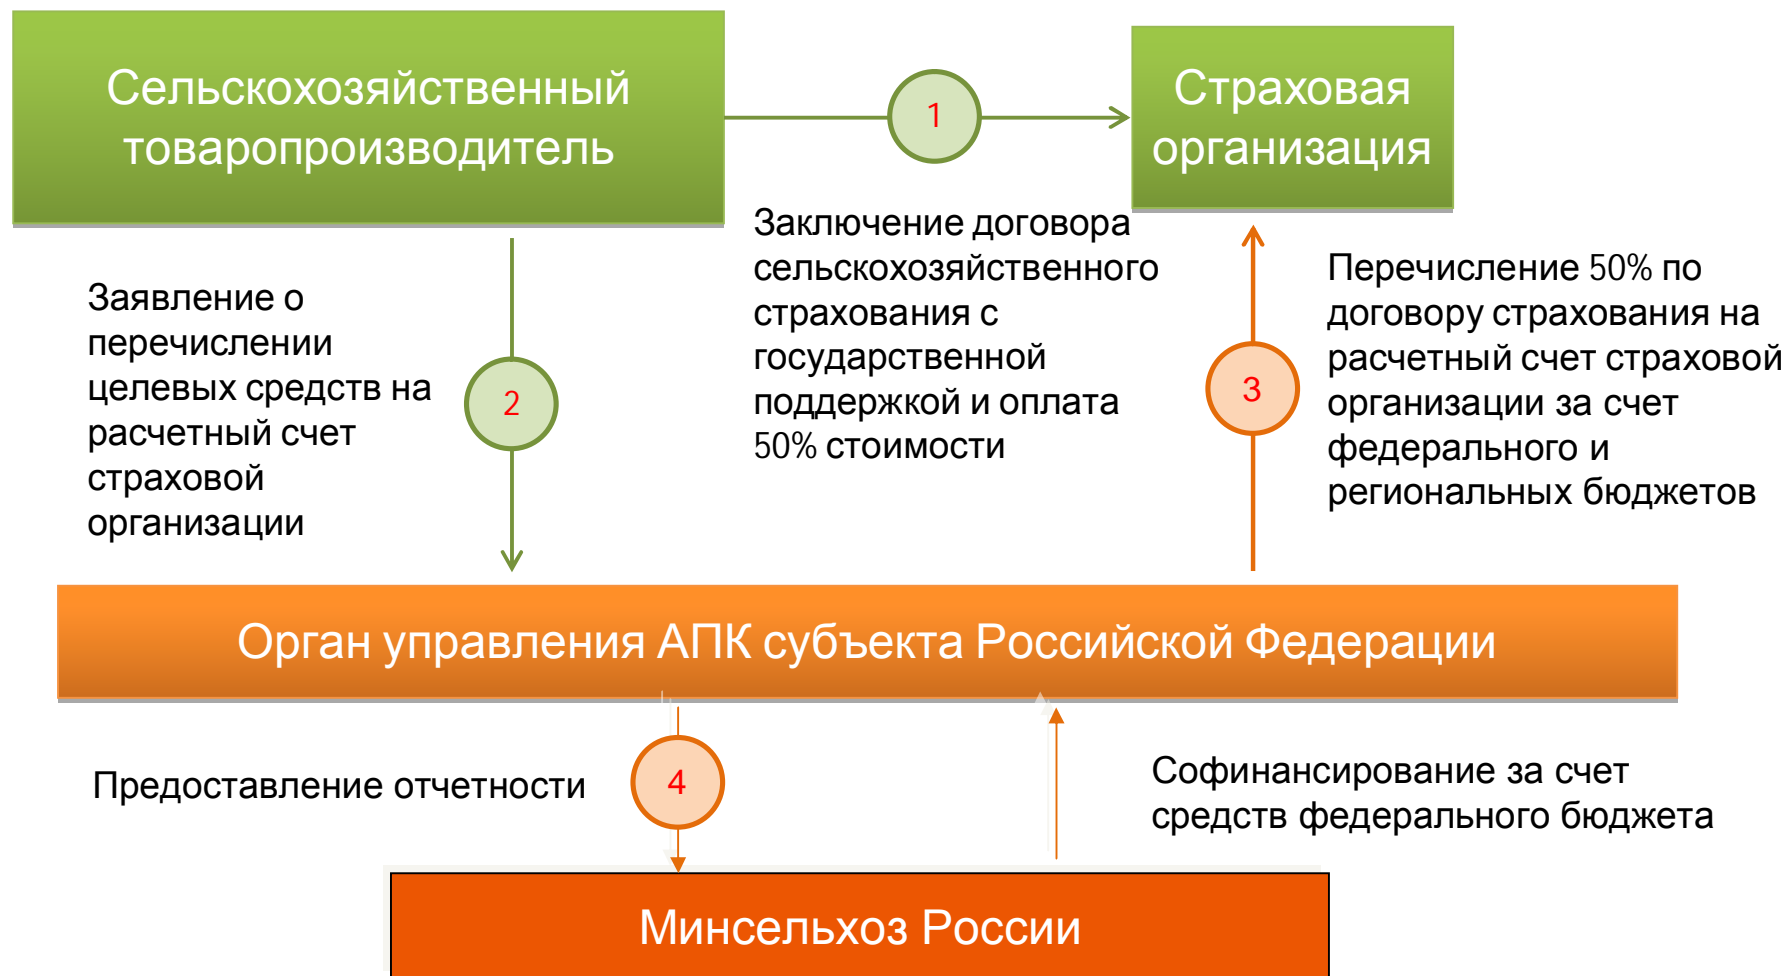 Сельскохозяйственный
товаропроизводитель
1
Страховая
организация
Заявление о
перечислении
целевых средств на
расчетный счет
страховой
организации
2
Заключение договора
сельскохозяйственного
страхования с
государственной
поддержкой и оплата
50% стоимости
3
Перечисление 50% по
договору страхования на
расчетный счет страховой
организации за счет
федерального и
региональных бюджетов
Орган управления АПК субъекта Российской Федерации
Предоставление отчетности
4
Софинансирование за счет
средств федерального бюджета
Минсельхоз России